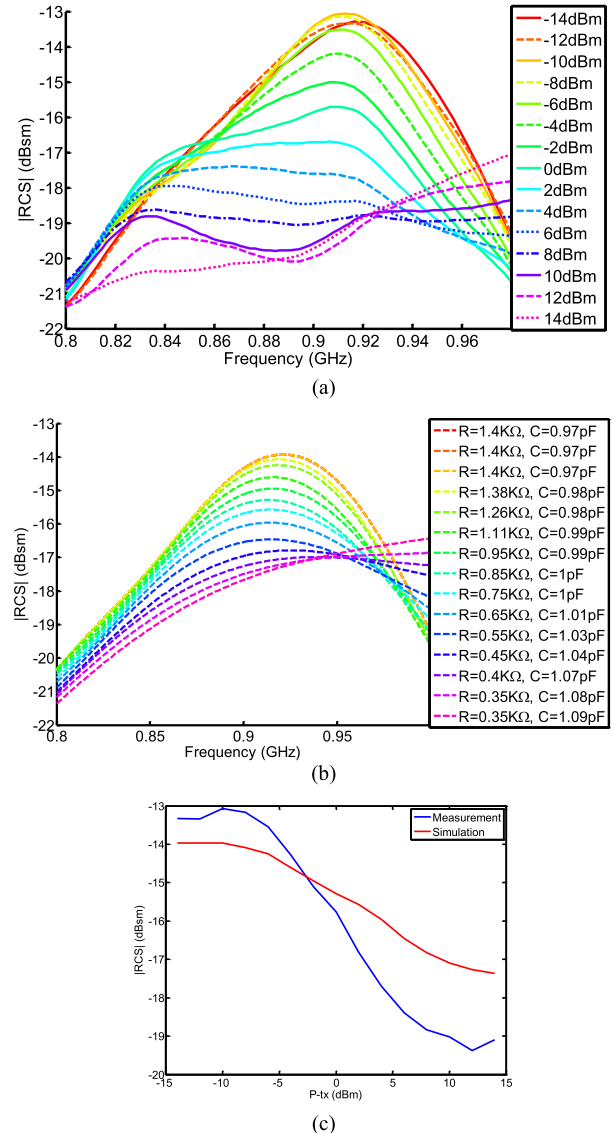 -13
-14
-15
-16
-17
-18
-19
-20
-21
-22
|RCS| (dBsm)
0.8 0.82 0.84 0.86 0.88 0.9 0.92 0.94 0.96
Frequency (GHz)
-14dBm
-12dBm
-10dBm
-8dBm
-6dBm
-4dBm
-2dBm
0dBm
2dBm
4dBm
6dBm
8dBm
10dBm
12dBm
14dBm
(a)
-13
-14
-15
-16
-17
-18
-19
-20
-21
-22
|RCS| (dBsm)
0.8 0.85 0.9 0.95
Frequency (GHz)
R=1.4KΩ, C=0.97pF
R=1.4KΩ, C=0.97pF
R=1.4KΩ, C=0.97pF
R=1.38KΩ, C=0.98pF
R=1.26KΩ, C=0.98pF
R=1.11KΩ, C=0.99pF
R=0.95KΩ, C=0.99pF
R=0.85KΩ, C=1pF
R=0.75KΩ, C=1pF
R=0.65KΩ, C=1.01pF
R=0.55KΩ, C=1.03pF
R=0.45KΩ, C=1.04pF
R=0.4KΩ, C=1.07pF
R=0.35KΩ, C=1.08pF
R=0.35KΩ, C=1.09pF
(b)
-13
-14
-15
-16
-17
-18
-19
-20
|RCS| (dBsm)
-15 -10 -5 0 5 10 15
P-tx (dBm)
Measurement
Simulation
(c)